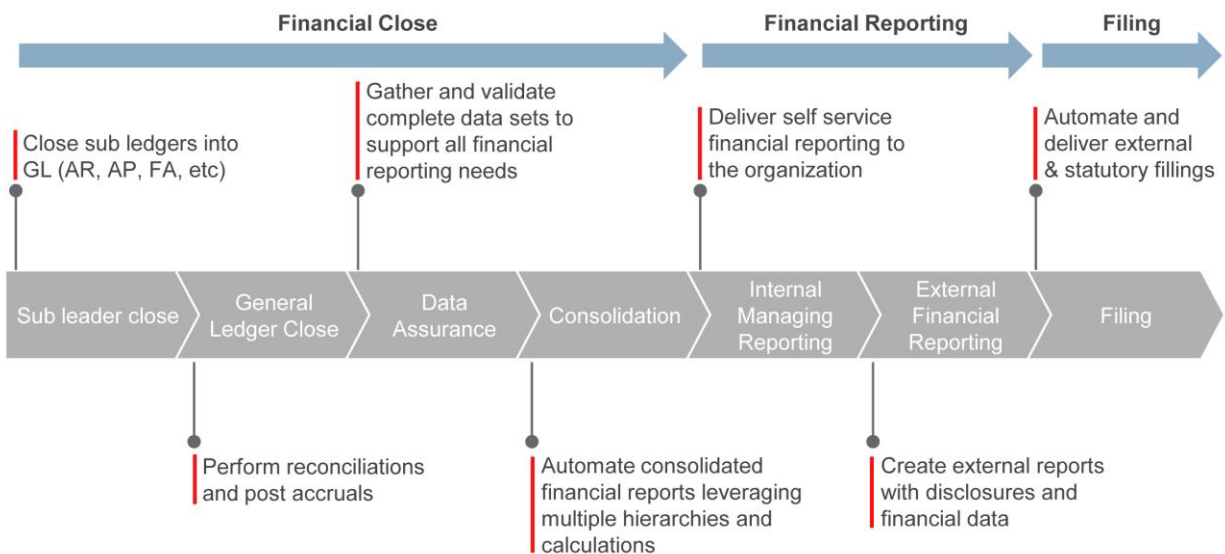 Financial Close
Financial Reporting
Filing
Close sub ledgers into
GL (AR, AP, FA, etc)
Gather and validate
complete data sets to
support all financial
reporting needs
Deliver self service
financial reporting to
the organization
Automate and
deliver external
& statutory fillings
Sub leader close
General
Ledger Close
Data
Assurance
Consolidation
Internal
Managing
Reporting
External
Financial
Reporting
Filing
Perform reconciliations
and post accruals
Automate consolidated
financial reports leveraging
multiple hierarchies and
calculations
Create external reports
with disclosures and
financial data